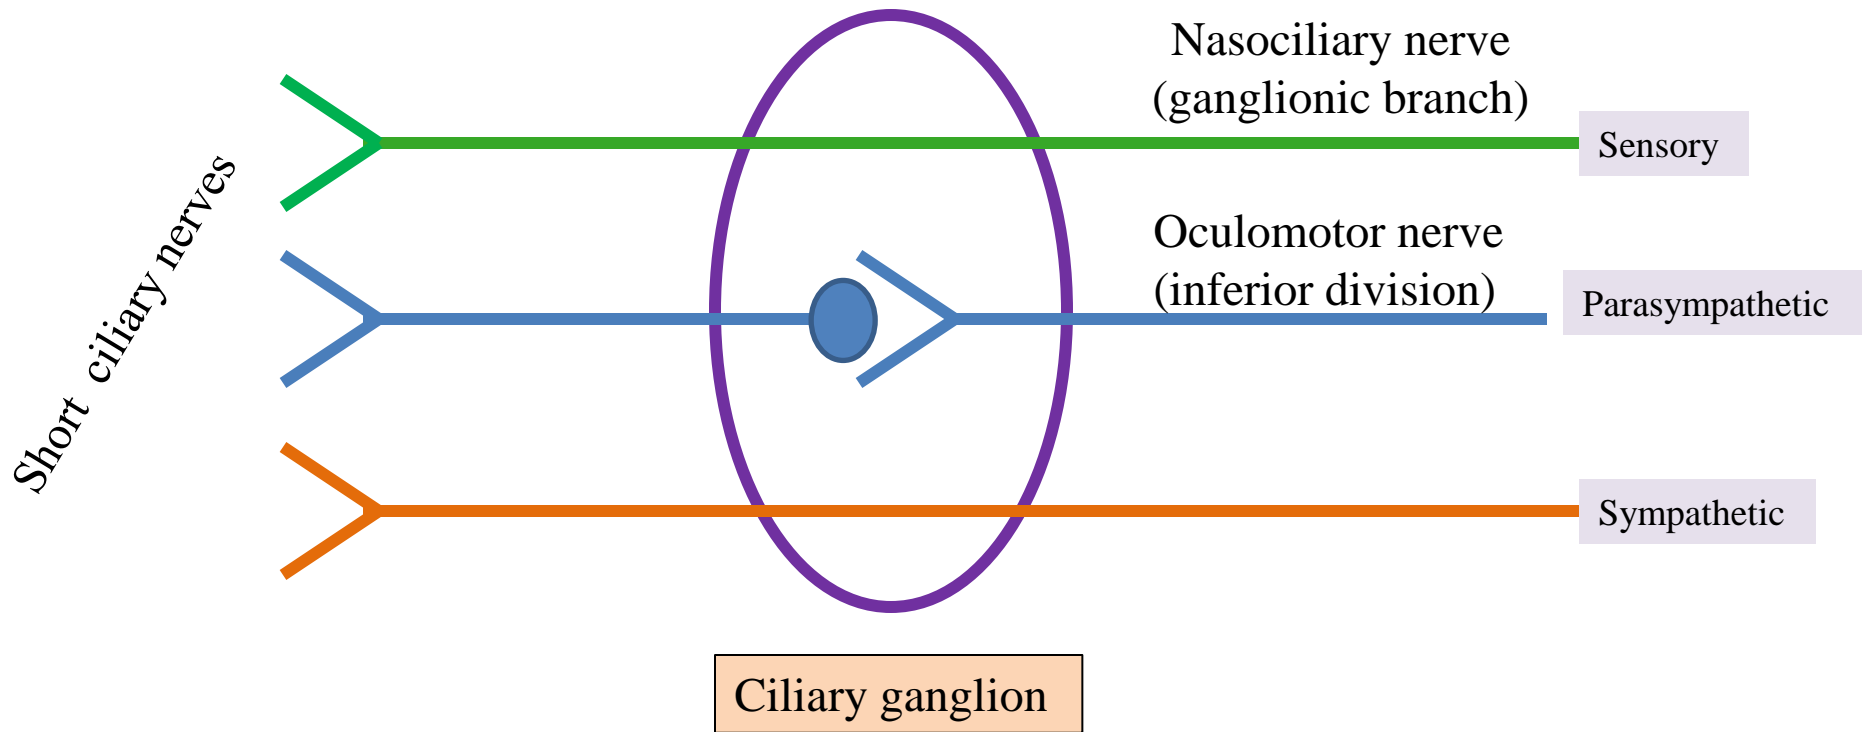 Nasociliary nerve
(ganglionic branch)
Sensory
Short ciliary nerves
Oculomotor nerve
(inferior division)
Parasympathetic
Sympathetic
Ciliary ganglion